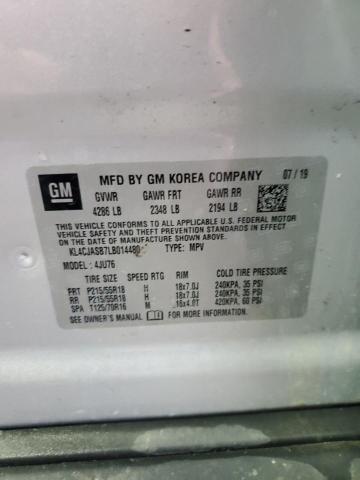 GM
MFD BY GM KOREA COMPANY 07 / 19
GVWR GAWR FRT GAWR RR
4286 LB 2348 LB 2194 LB
THIS VEHICLE CONFORMS TO ALL APPLICABLE U.S. FEDERAL MOTOR
VEHICLE SAFETY AND THEFT PREVENTION STANDARDS IN EFFECT
ON THE DATE OF MANUFACTURE SHOWN ABOVE.
KL4CJASB7LB014480 TYPE: MPV
MODEL : 4JU76
TIRE SIZE SPEED RTG RIM COLD TIRE PRESSURE
FRT P215/55R18 H 18x7.0J 240KPA, 35 PSI
RR P215/55R18 H 18x7.0J 240KPA, 35 PSI
SPA T125/70R16 M 16x4.0T 420KPA, 60 PSI
SEE OWNER'S MANUAL FOR MORE INFORMATION.